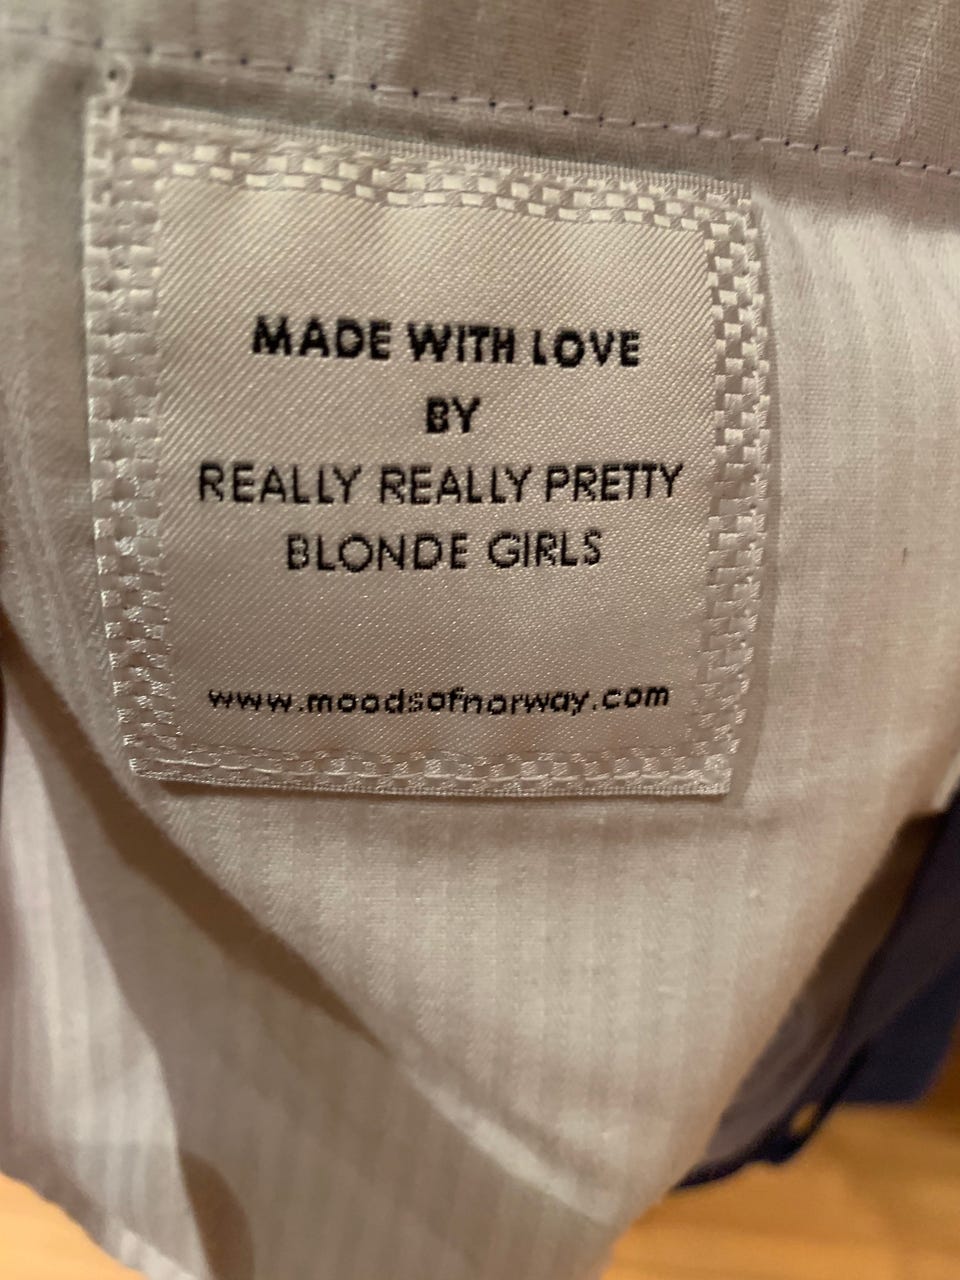 MADE WITH LOVE
BY
REALLY REALLY PRETTY
BLONDE GIRLS
www.moodsofnorway.com